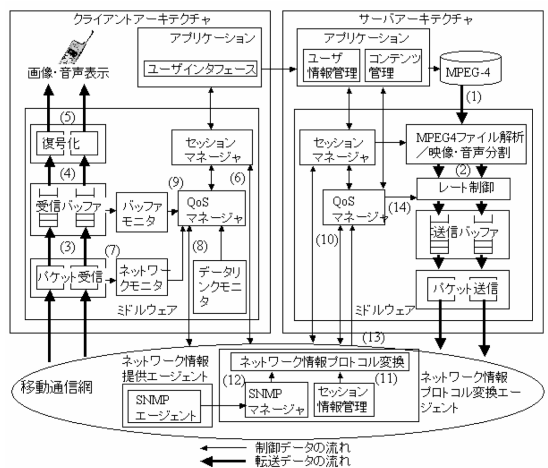 クライアントアーキテクチャ
画像・音声表示
アプリケーション
ユーザインタフェース
(5)
復号化
(4)
受信バッファ
(3)
パケット受信
(7)
バッファモニタ
(9)
ネットワークモニタ
セッションマネージャ
(6)
QoSマネージャ
(8)
データリンクモニタ
ミドルウェア
サーバアーキテクチャ
アプリケーション
ユーザ情報管理
コンテンツ管理
MPEG-4
(1)
セッションマネージャ
MPEG4ファイル解析
／映像・音声分割
(2)
QoSマネージャ
(14)
レート制御
(10)
送信バッファ
パケット送信
ミドルウェア
(13)
移動通信網
ネットワーク情報
提供エージェント
SNMP
エージェント
ネットワーク情報プロトコル変換
(12)
(11)
SNMP
マネージャ
セッション
情報管理
ネットワーク情報
プロトコル変換エー
ジェント
制御データの流れ
転送データの流れ